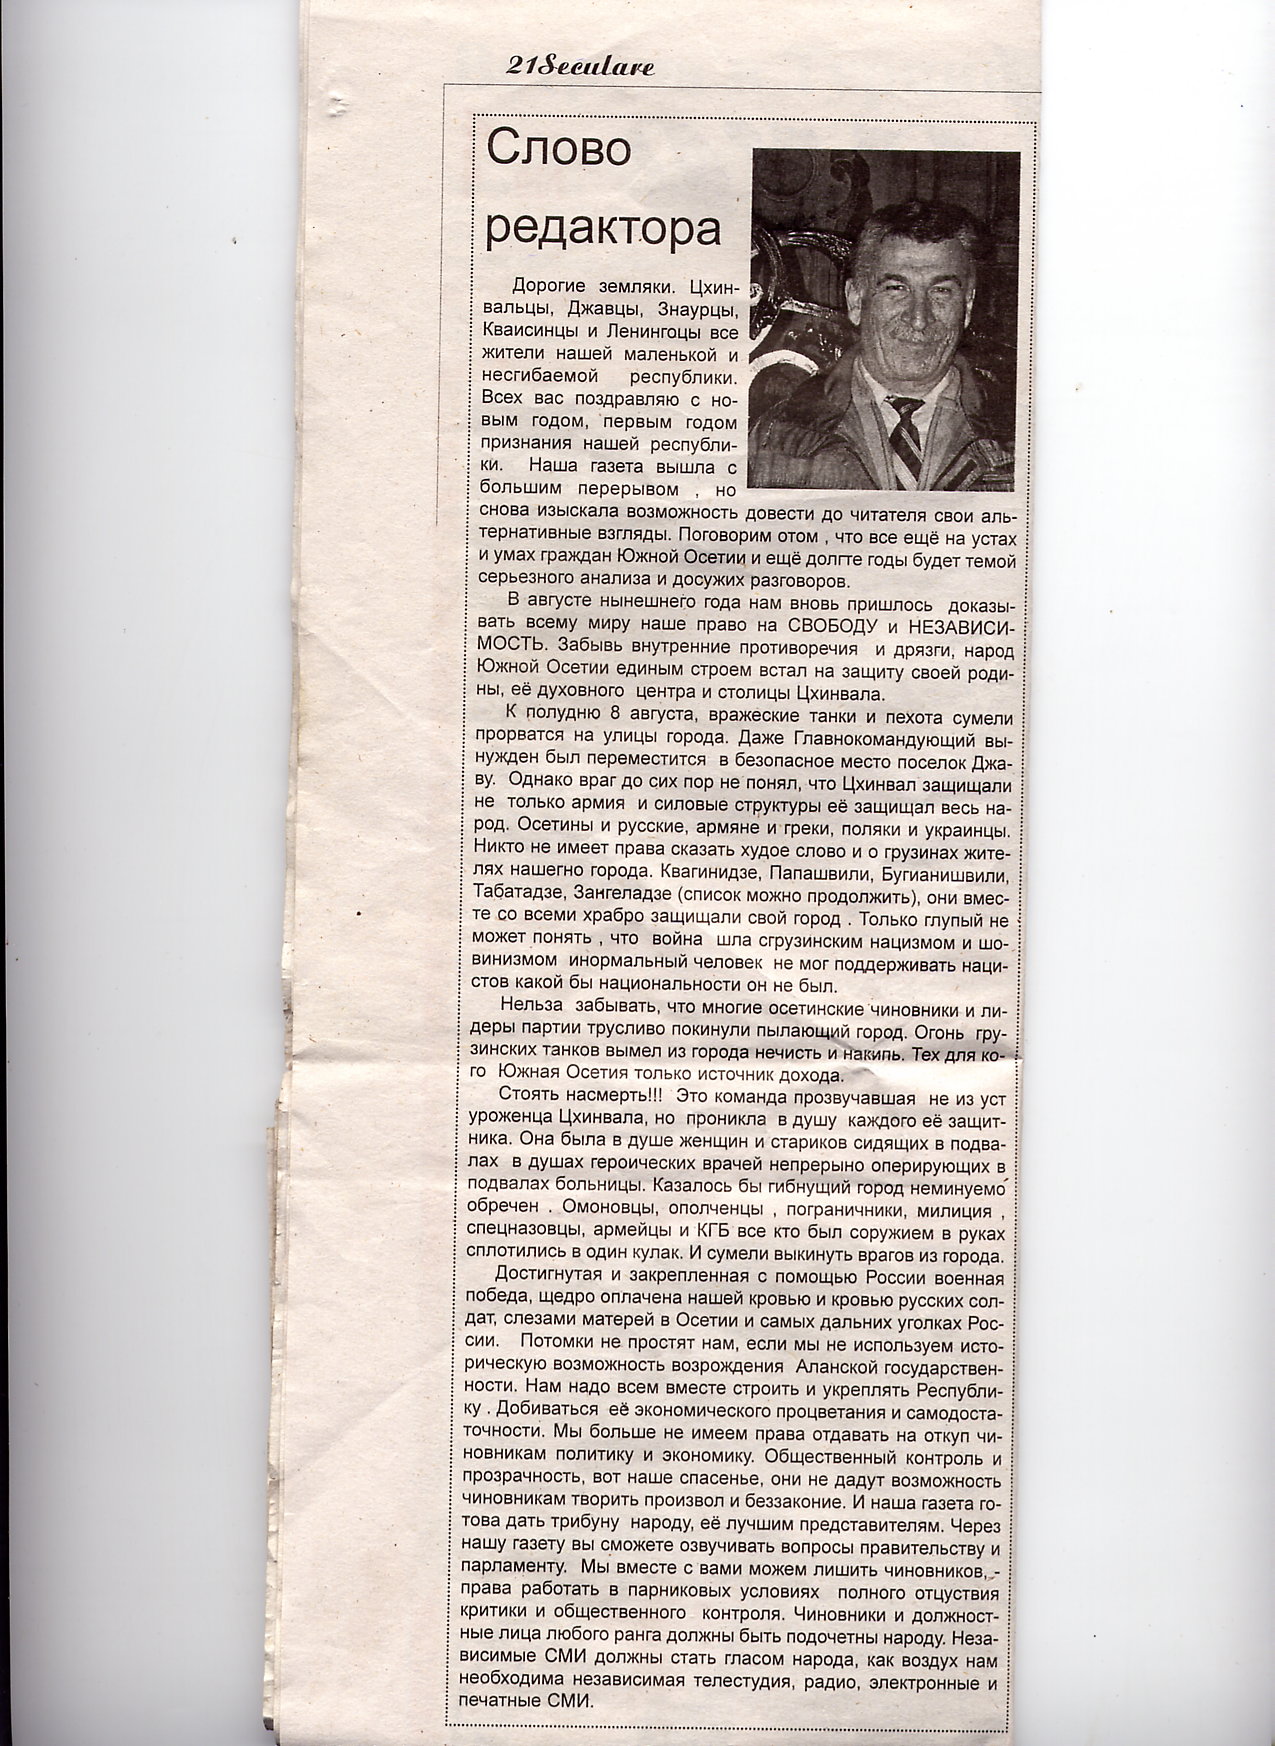 21Seculare
Слово
редактора
Дорогие земляки. Цхин-
вальцы, Джавцы, Знаурцы,
Кваисинцы и Ленингоцы все
жители нашей маленькой и
несгибаемой республики.
Всех вас поздравляю с но-
вым годом, первым годом
признания нашей республи-
ки. Наша газета вышла с
большим перерывом , но
снова изыскала возможность довести до читателя свои аль-
тернативные взгляды. Поговорим отом , что все ещё на устах
и умах граждан Южной Осетии и ещё долгте годы будет темой
серьезного анализа и досужих разговоров.
В августе нынешнего года нам вновь пришлось доказы-
вать всему миру наше право на СВОБОДУ и НЕЗАВИСИ-
МОСТЬ. Забывь внутренние противоречия и дрязги, народ
Южной Осетии единым строем встал на защиту своей роди-
ны, её духовного центра и столицы Цхинвала.
К полудню 8 августа, вражеские танки и пехота сумели
прорватся на улицы города. Даже Главнокомандующий вы-
нужден был переместится в безопасное место поселок Джа-
ву. Однако враг до сих пор не понял, что Цхинвал защищали
не только армия и силовые структуры её защищал весь на-
род. Осетины и русские, армяне и греки, поляки и украинцы.
Никто не имеет права сказать худое слово и о грузинах жите-
лях нашегно города. Квагинидзе, Папашвили, Бугианишвили,
Табатадзе, Зангеладзе (список можно продолжить), они вмес-
те со всеми храбро защищали свой город . Только глупый не
может понять , что война шла сгрузинским нацизмом и шо-
винизмом инормальный человек не мог поддерживать наци-
стов какой бы национальности он не был.
Нельза забывать, что многие осетинские чиновники и ли-
деры партии трусливо покинули пылающий город. Огонь гру-
зинских танков вымел из города нечисть и накипь. Тех для ко-
го Южная Осетия только источник дохода.
Стоять насмерть!!! Это команда прозвучавшая не из уст
уроженца Цхинвала, но проникла в душу каждого её защит-
ника. Она была в душе женщин и стариков сидящих в подва-
лах в душах героических врачей непрерыно оперирующих в
подвалах больницы. Казалось бы гибнущий город неминуемо
обречен . Омоновцы, ополченцы , пограничники, милиция ,
спецназовцы, армейцы и КГБ все кто был соружием в руках
сплотились в один кулак. И сумели выкинуть врагов из города.
Достигнутая и закрепленная с помощью России военная
победа, щедро оплачена нашей кровью и кровью русских сол-
дат, слезами матерей в Осетии и самых дальних уголках Рос-
сии. Потомки не простят нам, если мы не используем исто-
рическую возможность возрождения Аланской государствен-
ности. Нам надо всем вместе строить и укреплять Республи-
ку . Добиваться её экономического процветания и самодоста-
точности. Мы больше не имеем права отдавать на откуп чи-
новникам политику и экономику. Общественный контроль и
прозрачность, вот наше спасенье, они не дадут возможность
чиновникам творить произвол и беззаконие. И наша газета го-
това дать трибуну народу, её лучшим представителям. Через
нашу газету вы сможете озвучивать вопросы правительству и
парламенту. Мы вместе с вами можем лишить чиновников, -
права работать в парниковых условиях полного отцуствия
критики и общественного контроля. Чиновники и должност-
ные лица любого ранга должны быть подочетны народу. Неза-
висимые СМИ должны стать гласом народа, как воздух нам
необходима независимая телестудия, радио, электронные и
печатные СМИ.